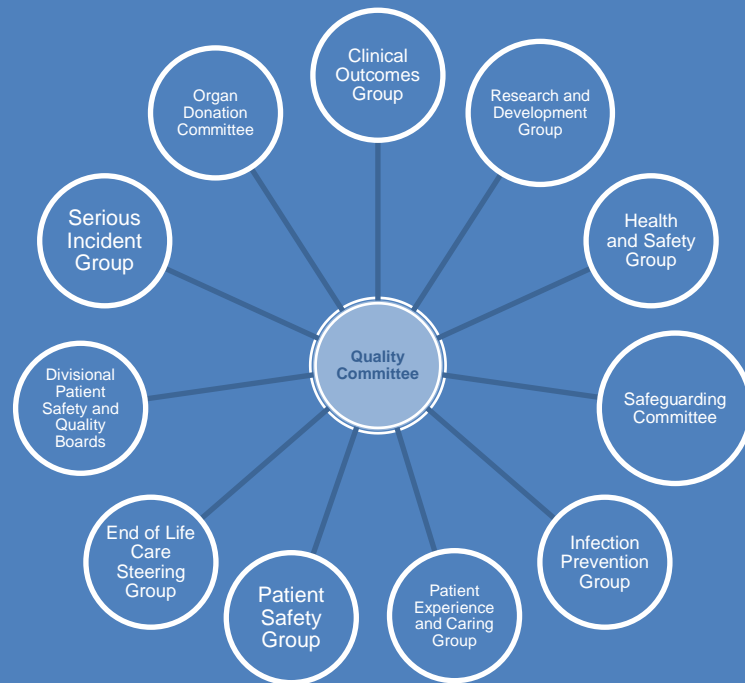 Clinical
Outcomes
Group
Research and
Development
Group
Health
and Safety
Group
Safeguarding
Committee
Infection
Prevention
Group
Patient
Experience
and Caring
Group
Patient
Safety
Group
End of Life
Care
Steering
Group
Divisional
Patient
Safety and
Quality
Boards
Serious
Incident
Group
Organ
Donation
Committee
Quality
Committee